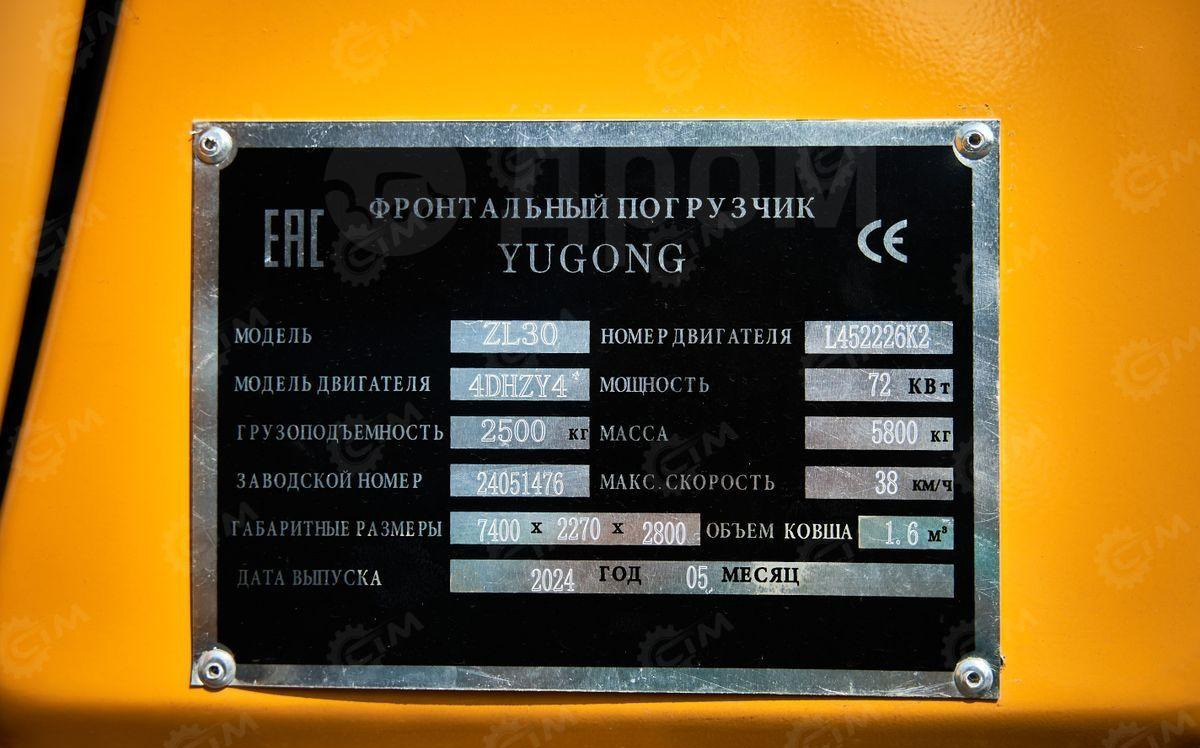 ДРОМ
EAC ФРОНТАЛЬНЫЙ ПОГРУЗЧИК CE
YUGONG
МОДЕЛЬ ZL30 НОМЕР ДВИГАТЕЛЯ L452226K2
МОДЕЛЬ ДВИГАТЕЛЯ 4DHZY4* МОЩНОСТЬ 72 КВт
ГРУЗОПОДЪЕМНОСТЬ 2500 кг МАССА 5800 кг
ЗАВОДСКОЙ НОМЕР 24051476 МАКС. СКОРОСТЬ 38 км/ч
ГАБАРИТНЫЕ РАЗМЕРЫ 7400 х 2270 х 2800 ОБЪЕМ КОВША 1.6 м³
ДАТА ВЫПУСКА 2024 ГОД 05 МЕСЯЦ